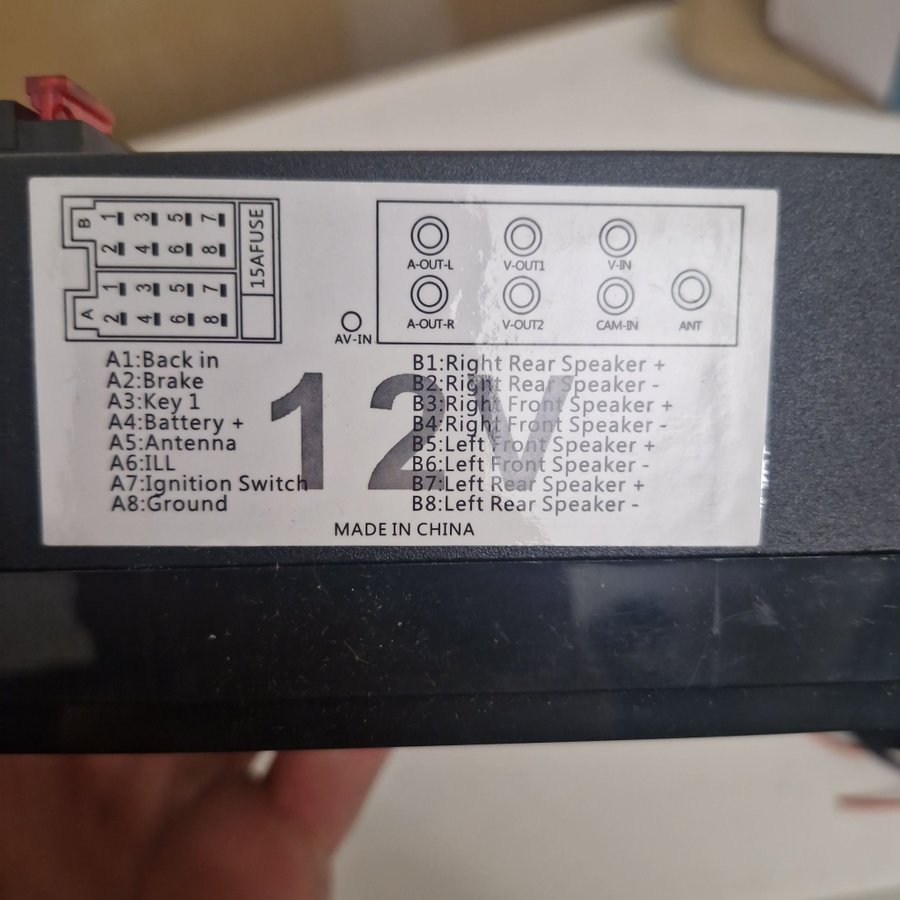 B 1 3 5 7
2 4 6 8
A 1 3 5 7
2 4 6 8
15AFUSE
A-OUT-L V-OUT1 V-IN
A-OUT-R V-OUT2 CAM-IN ANT
AV-IN
A1:Back in
A2:Brake
A3:Key 1
A4:Battery +
A5:Antenna
A6:ILL
A7:Ignition Switch
A8:Ground
B1:Right Rear Speaker +
B2:Right Rear Speaker -
B3:Right Front Speaker +
B4:Right Front Speaker -
B5:Left Front Speaker +
B6:Left Front Speaker -
B7:Left Rear Speaker +
B8:Left Rear Speaker -
12V
MADE IN CHINA